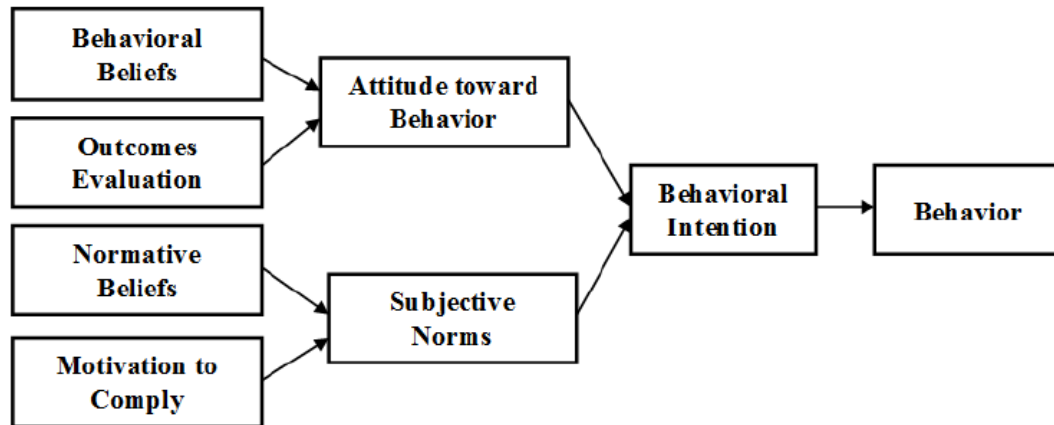 Behavioral
Beliefs
Outcomes
Evaluation
Normative
Beliefs
Motivation to
Comply
Attitude toward
Behavior
Subjective
Norms
Behavioral
Intention
Behavior